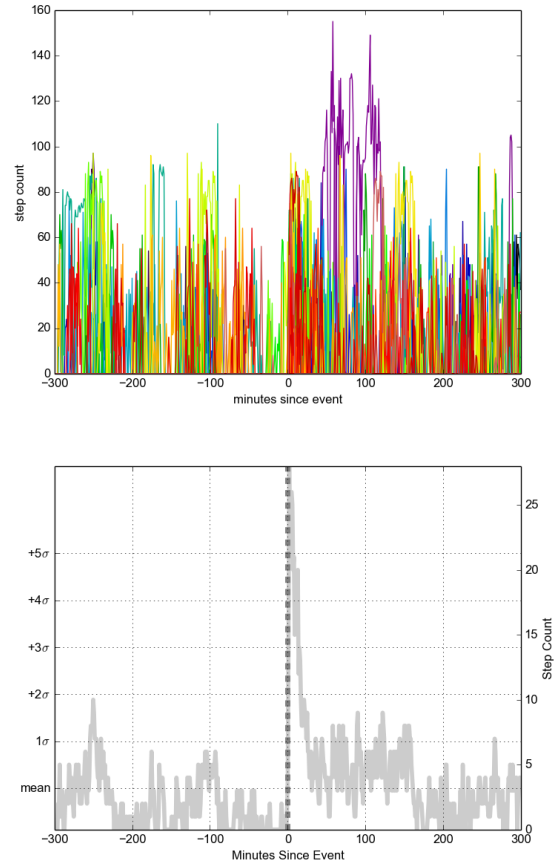 160
140
120
100
80
60
40
20
0
step count
−300 −200 −100 0 100 200 300
minutes since event
+5σ
+4σ
+3σ
+2σ
1σ
mean
25
20
15
10
5
0
Step Count
−300 −200 −100 0 100 200 300
Minutes Since Event